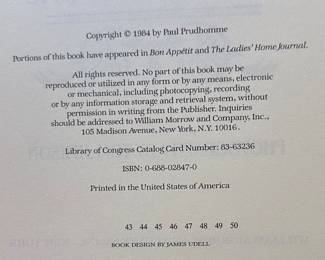 Copyright © 1984 by Paul Prudhomme
Portions of this book have appeared in Bon Appétit and The Ladies' Home Journal.
All rights reserved. No part of this book may be
reproduced or utilized in any form or by any means, electronic
or mechanical, including photocopying, recording
or by any information storage and retrieval system, without
permission in writing from the Publisher. Inquiries
should be addressed to William Morrow and Company, Inc.,
105 Madison Avenue, New York, N.Y. 10016.
Library of Congress Catalog Card Number: 83-63236
ISBN: 0-688-02847-0
Printed in the United States of America
43 44 45 46 47 48 49 50
BOOK DESIGN BY JAMES UDELL